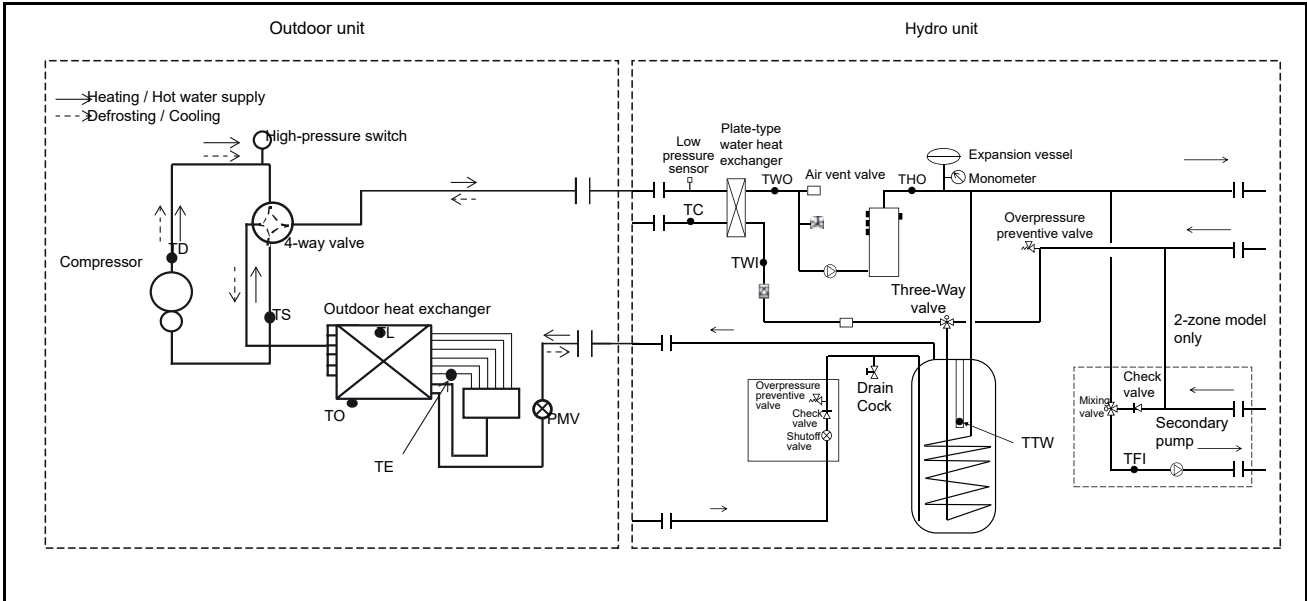 Outdoor unit
Hydro unit
Heating / Hot water supply
Defrosting / Cooling
High-pressure switch
4-way valve
TD
Compressor
TS
Outdoor heat exchanger
TL
TO
TE
PMV
Low
pressure
sensor
Plate-type
water heat
exchanger
TWO
Air vent valve
THO
Expansion vessel
Monometer
TC
TWI
Overpressure
preventive valve
Three-Way
valve
2-zone model
only
Overpressure
preventive
valve
Check
valve
Shutoff
valve
Drain
Cock
TTW
Check
valve
Mixing
valve
Secondary
pump
TFI